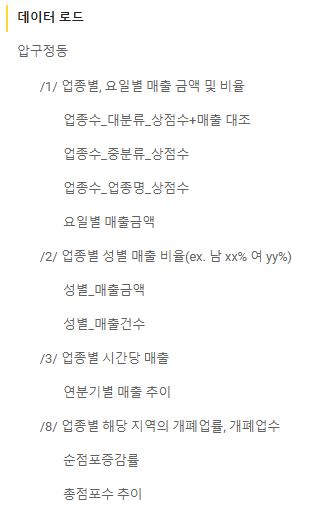 데이터 로드
압구정동
/1/ 업종별, 요일별 매출 금액 및 비율
업종수_대분류_상점수+매출 대조
업종수_중분류_상점수
업종수_업종명_상점수
요일별 매출금액
/2/ 업종별 성별 매출 비율(ex. 남 xx% 여 yy%)
성별_매출금액
성별_매출건수
/3/ 업종별 시간당 매출
연분기별 매출 추이
/8/ 업종별 해당 지역의 개폐업률, 개폐업수
순점포증감률
총점포수 추이